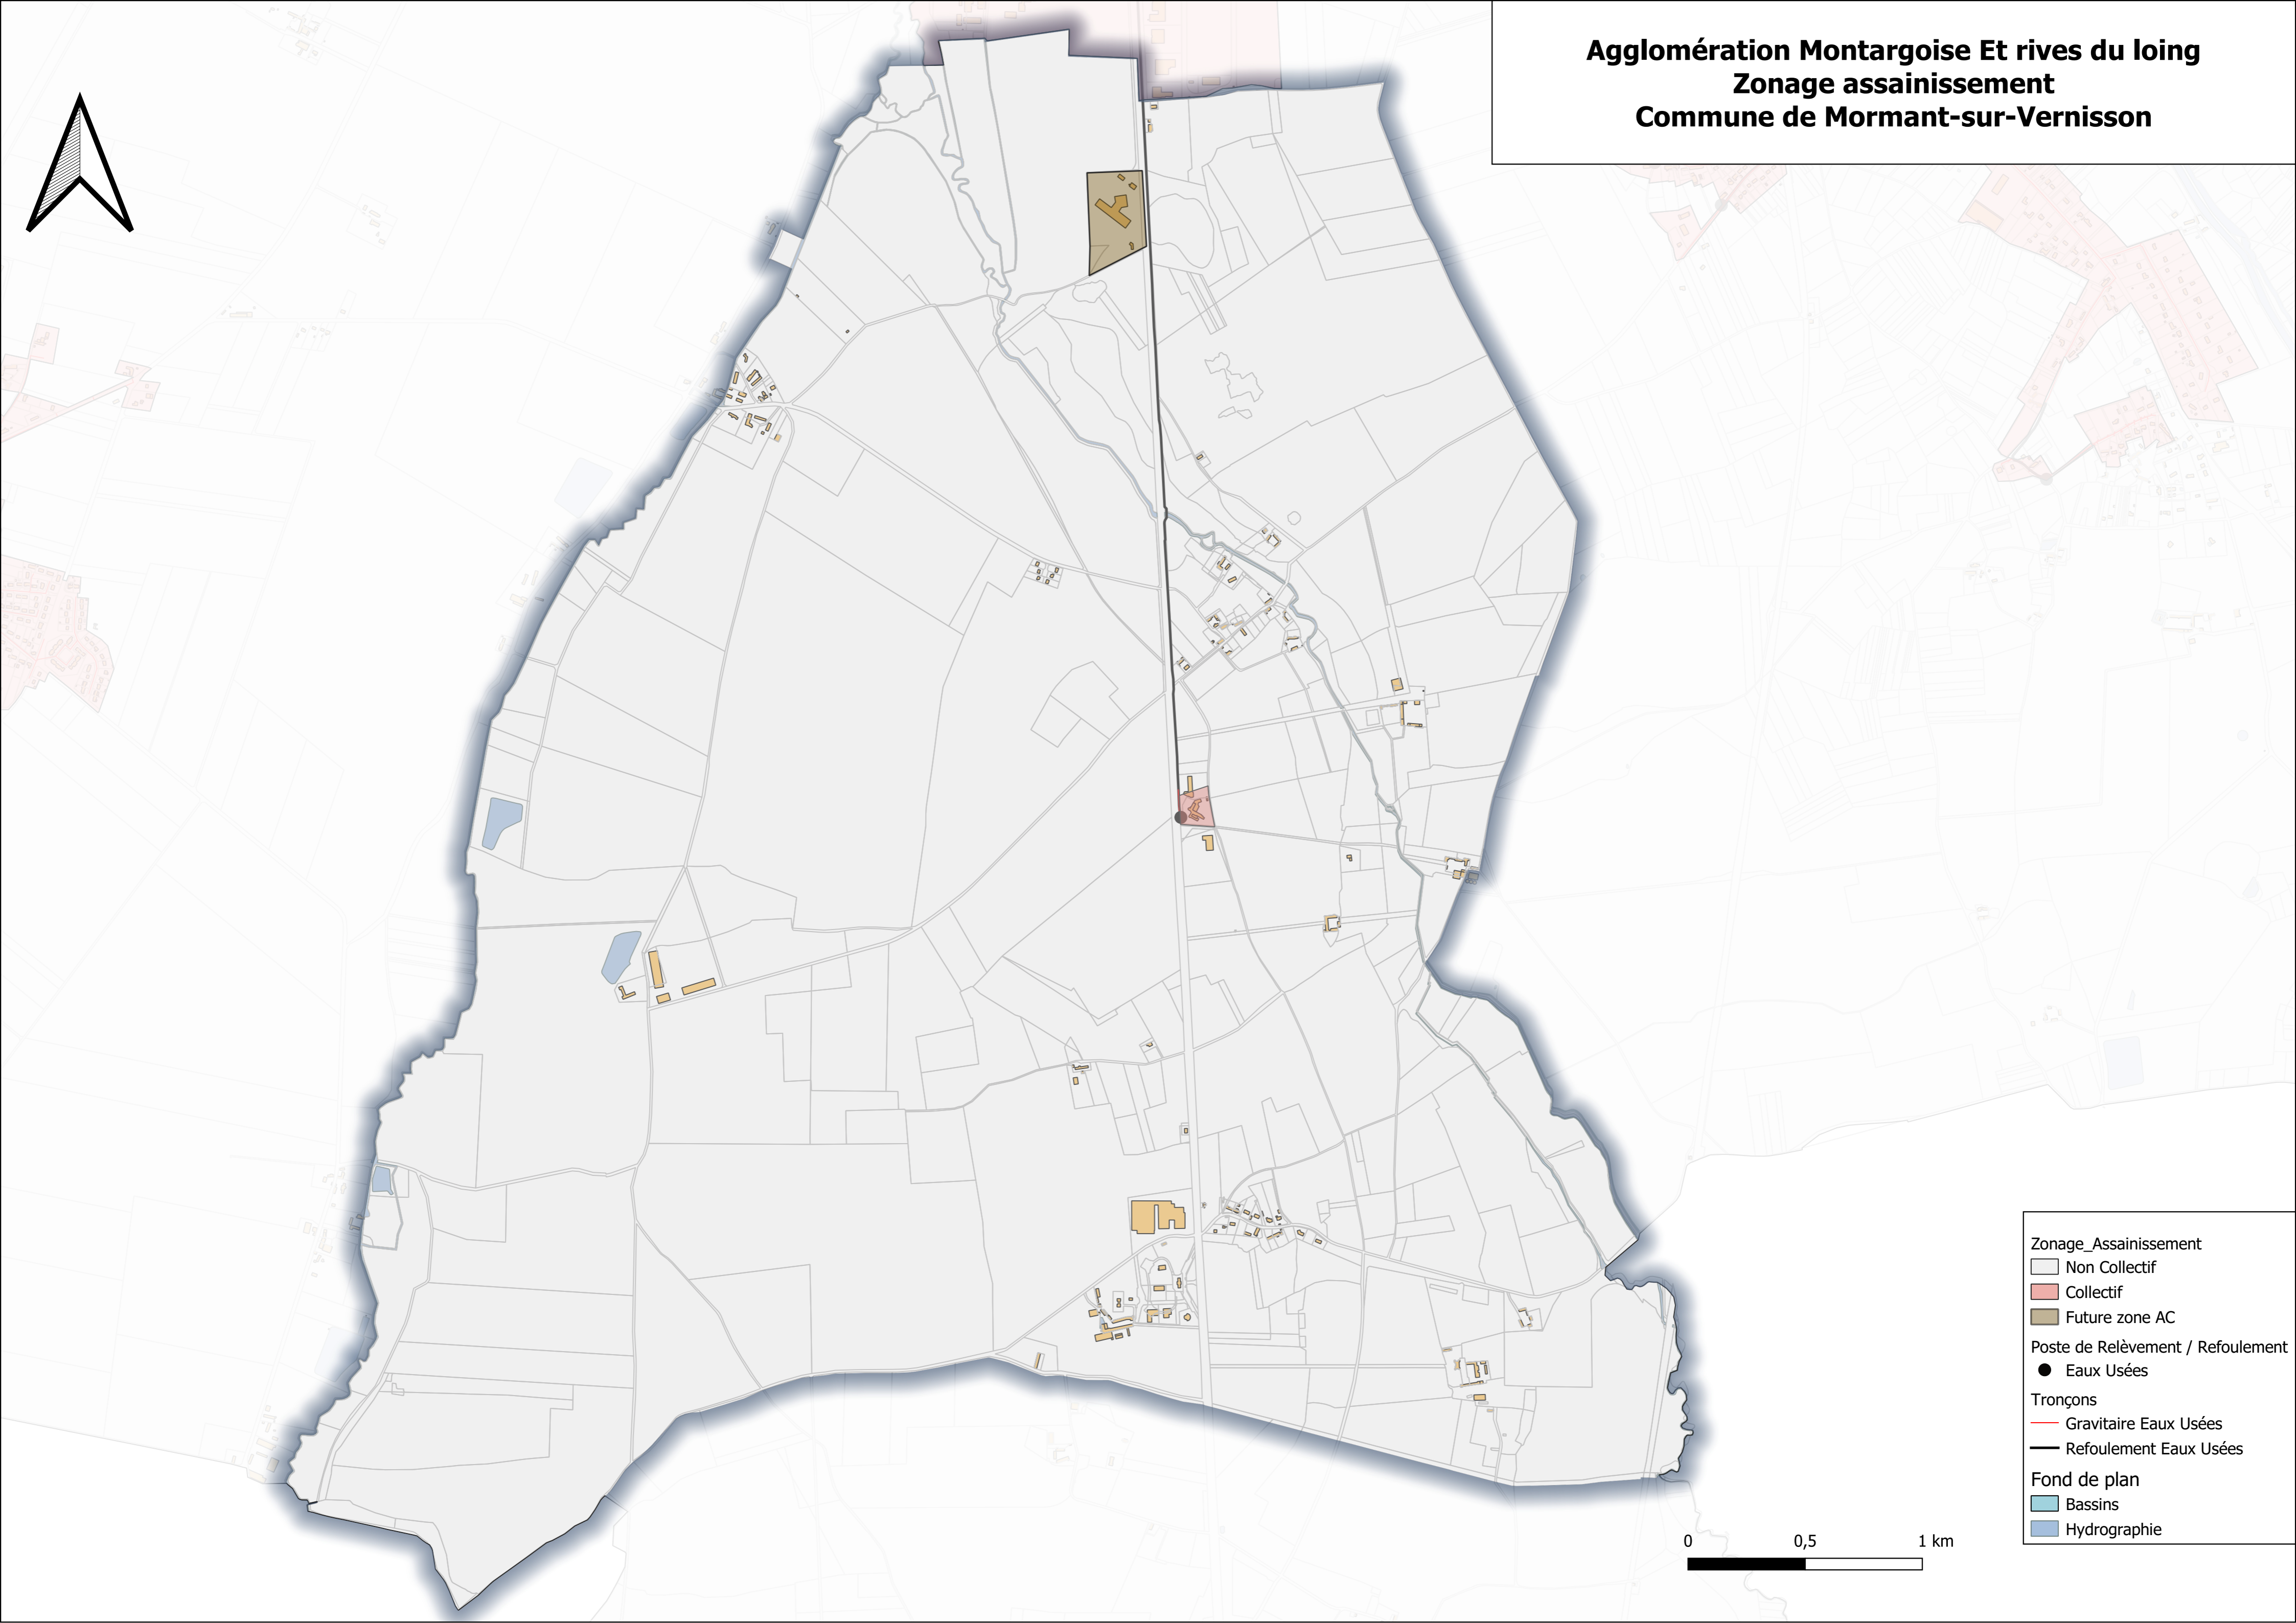 Agglomération Montargoise Et rives du loing
Zonage assainissement
Commune de Mormant-sur-Vernisson
Zonage_Assainissement
Non Collectif
Collectif
Future zone AC
Poste de Relèvement / Refoulement
Eaux Usées
Tronçons
Gravitaire Eaux Usées
Refoulement Eaux Usées
Fond de plan
Bassins
Hydrographie
0 0,5 1 km